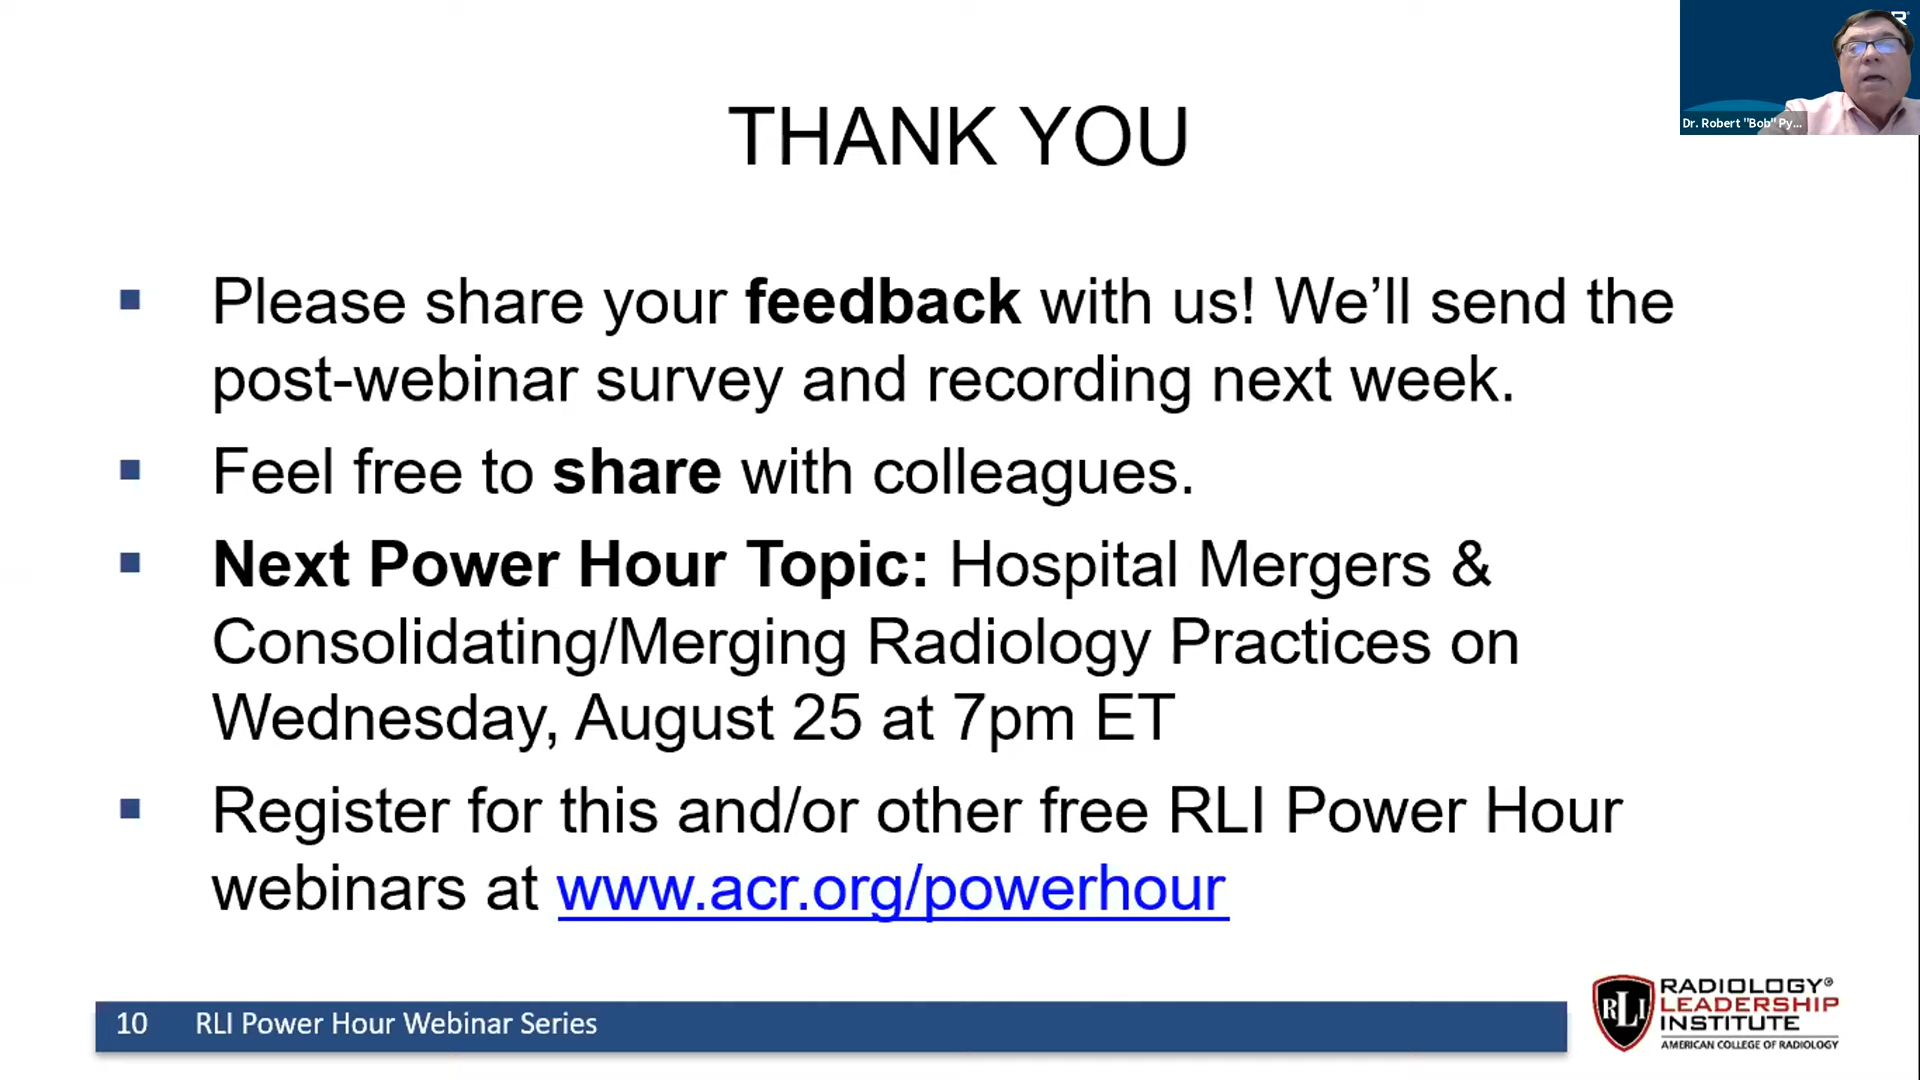 THANK YOU
Dr. Robert "Bob" Py...
Please share your feedback with us! We’ll send the
post-webinar survey and recording next week.
Feel free to share with colleagues.
Next Power Hour Topic: Hospital Mergers &
Consolidating/Merging Radiology Practices on
Wednesday, August 25 at 7pm ET
Register for this and/or other free RLI Power Hour
webinars at www.acr.org/powerhour
10 RLI Power Hour Webinar Series
RLI
RADIOLOGY®
LEADERSHIP
INSTITUTE
AMERICAN COLLEGE OF RADIOLOGY